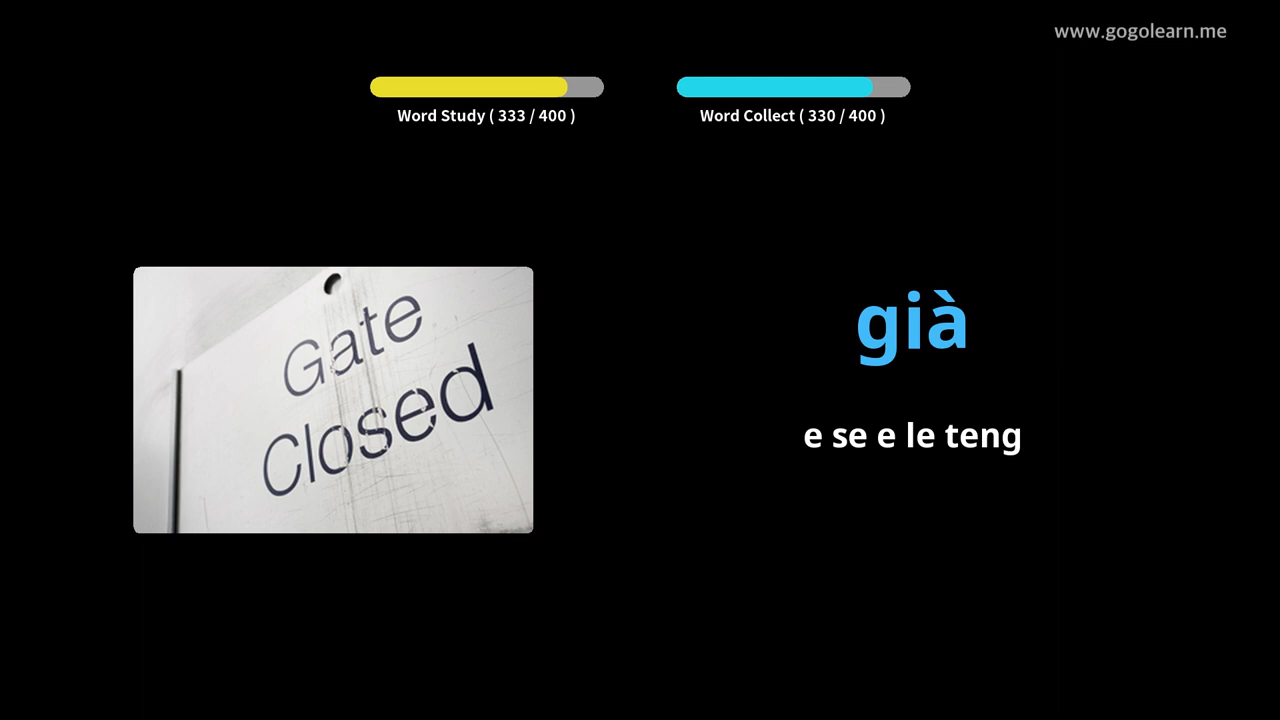 www.gogolearn.me
Word Study ( 333 / 400 )
Word Collect ( 330 / 400 )
Gate
Closed
già
e se e le teng